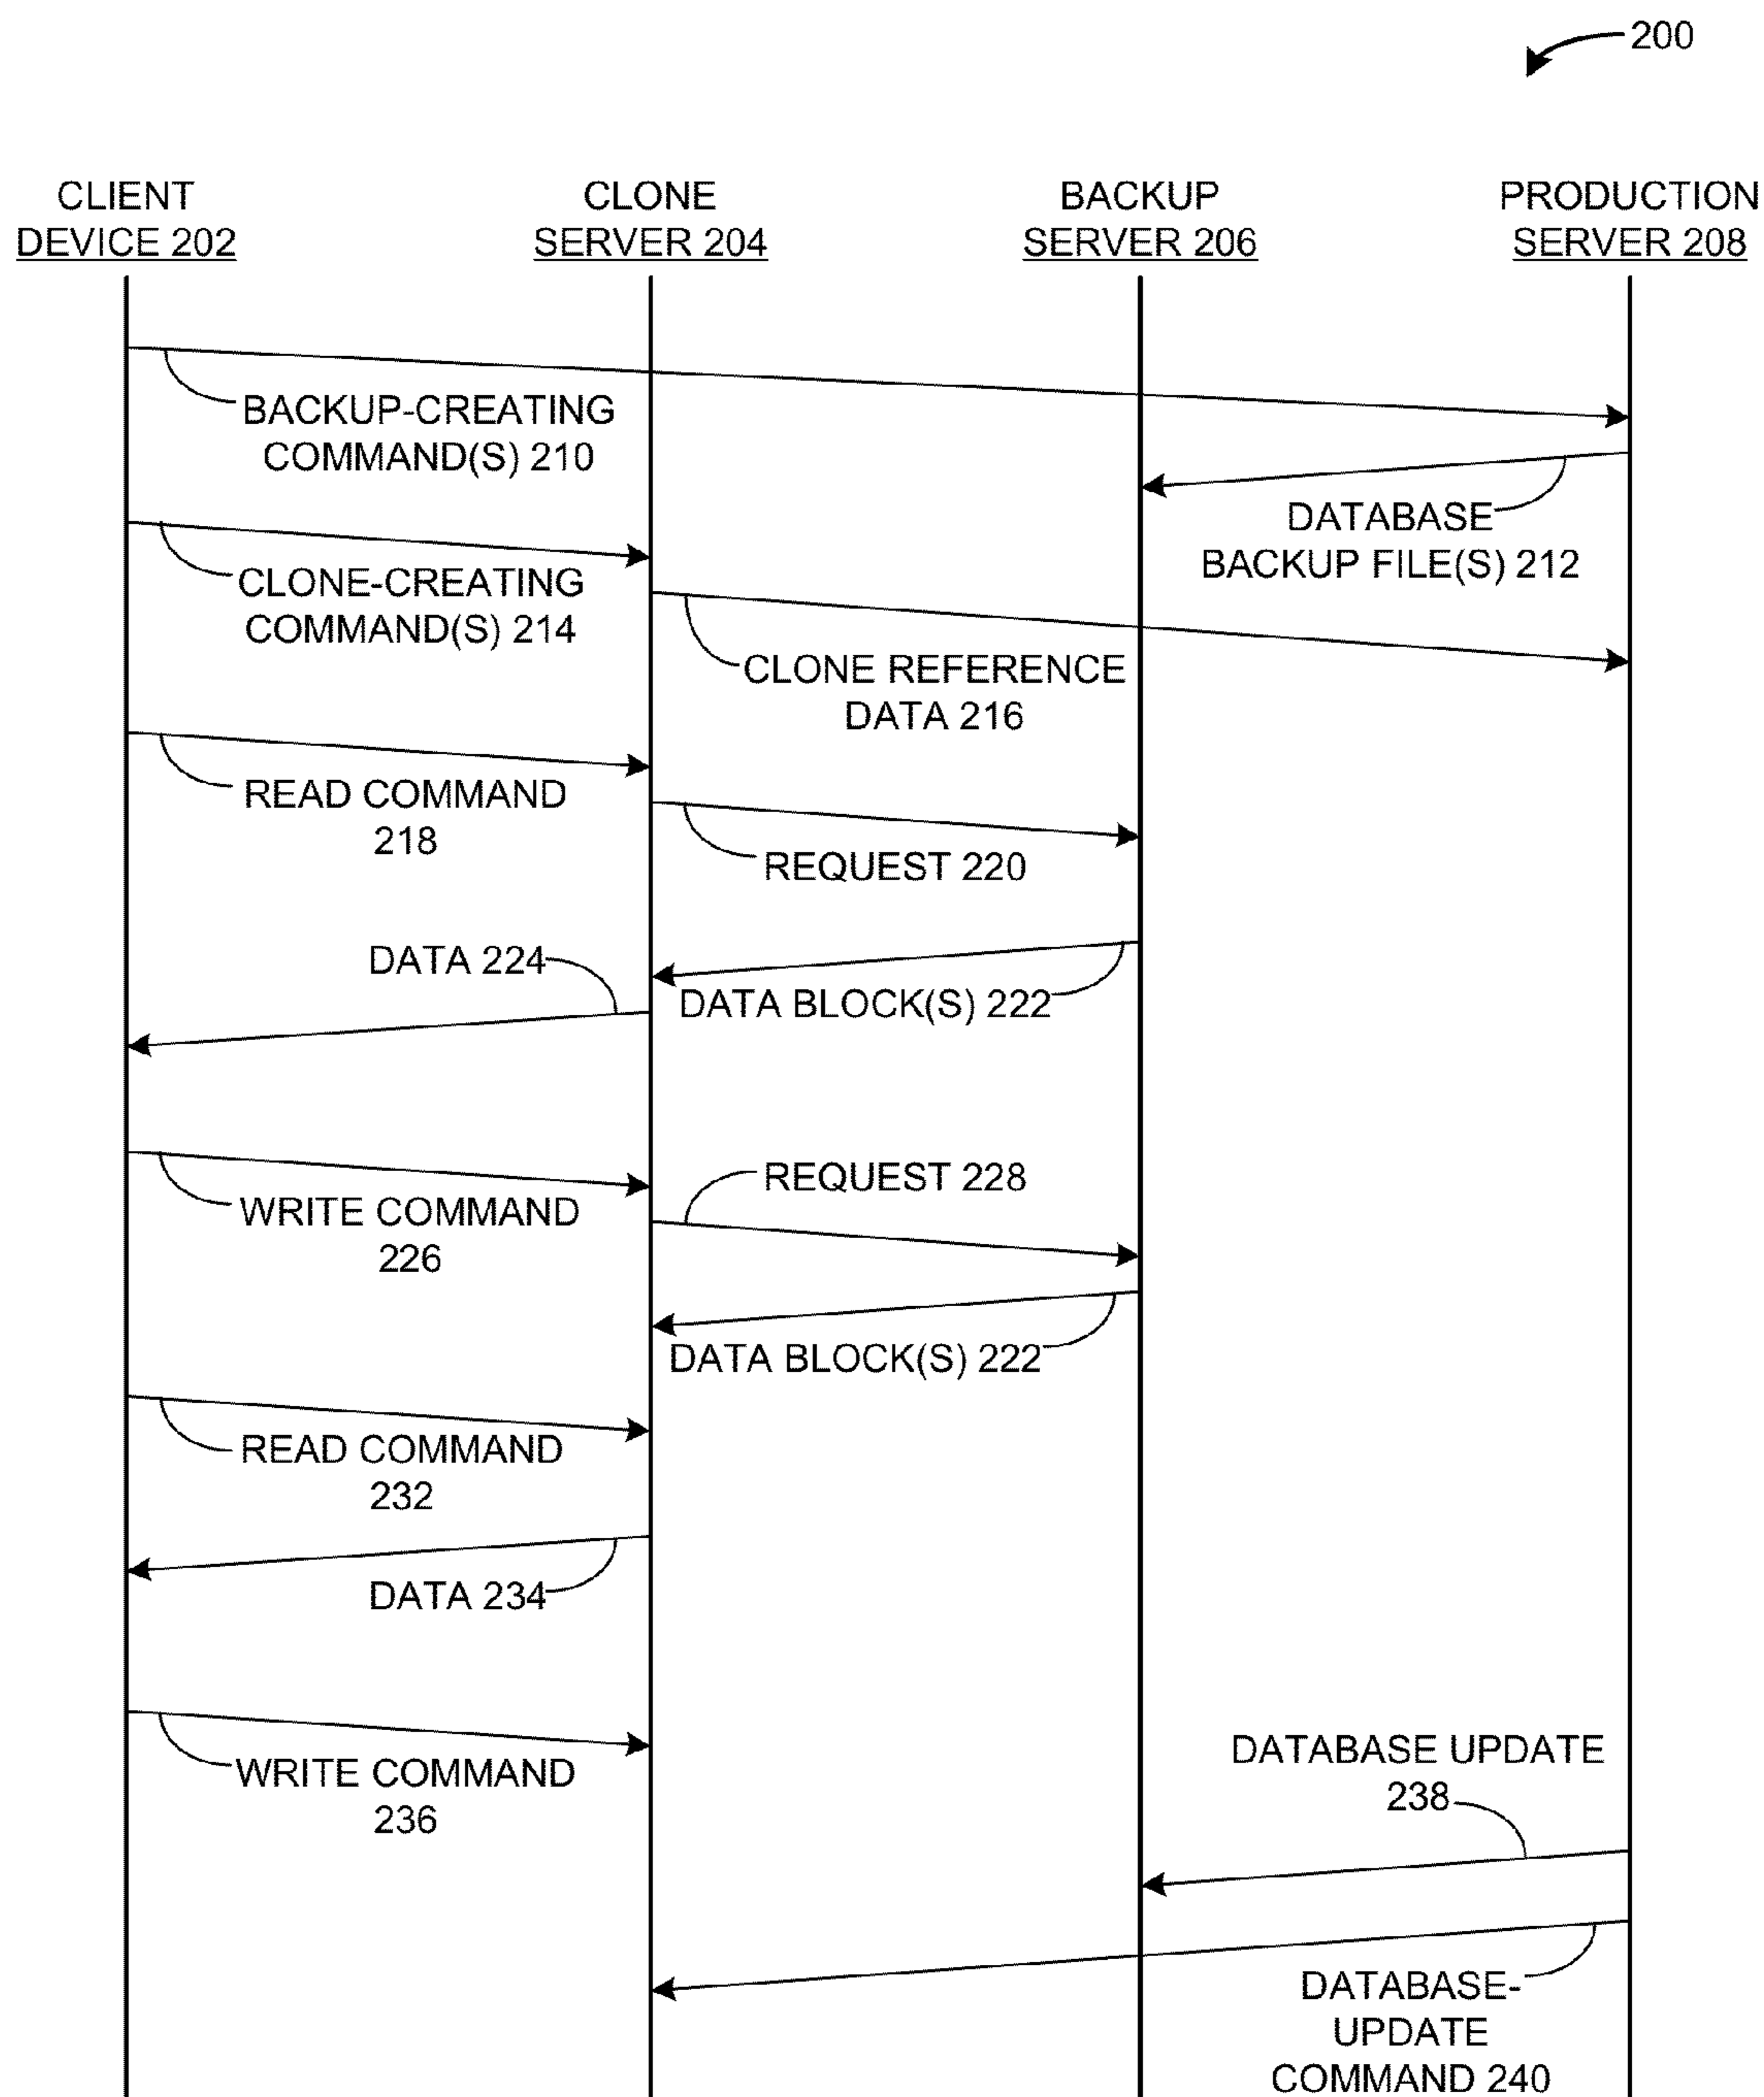 200
CLIENT
DEVICE 202
CLONE
SERVER 204
BACKUP
SERVER 206
PRODUCTION
SERVER 208
BACKUP-CREATING
COMMAND(S) 210
DATABASE
BACKUP FILE(S) 212
CLONE-CREATING
COMMAND(S) 214
CLONE REFERENCE
DATA 216
READ COMMAND
218
REQUEST 220
DATA 224
DATA BLOCK(S) 222
WRITE COMMAND
226
REQUEST 228
DATA BLOCK(S) 222
READ COMMAND
232
DATA 234
WRITE COMMAND
236
DATABASE UPDATE
238
DATABASE-
UPDATE
COMMAND 240